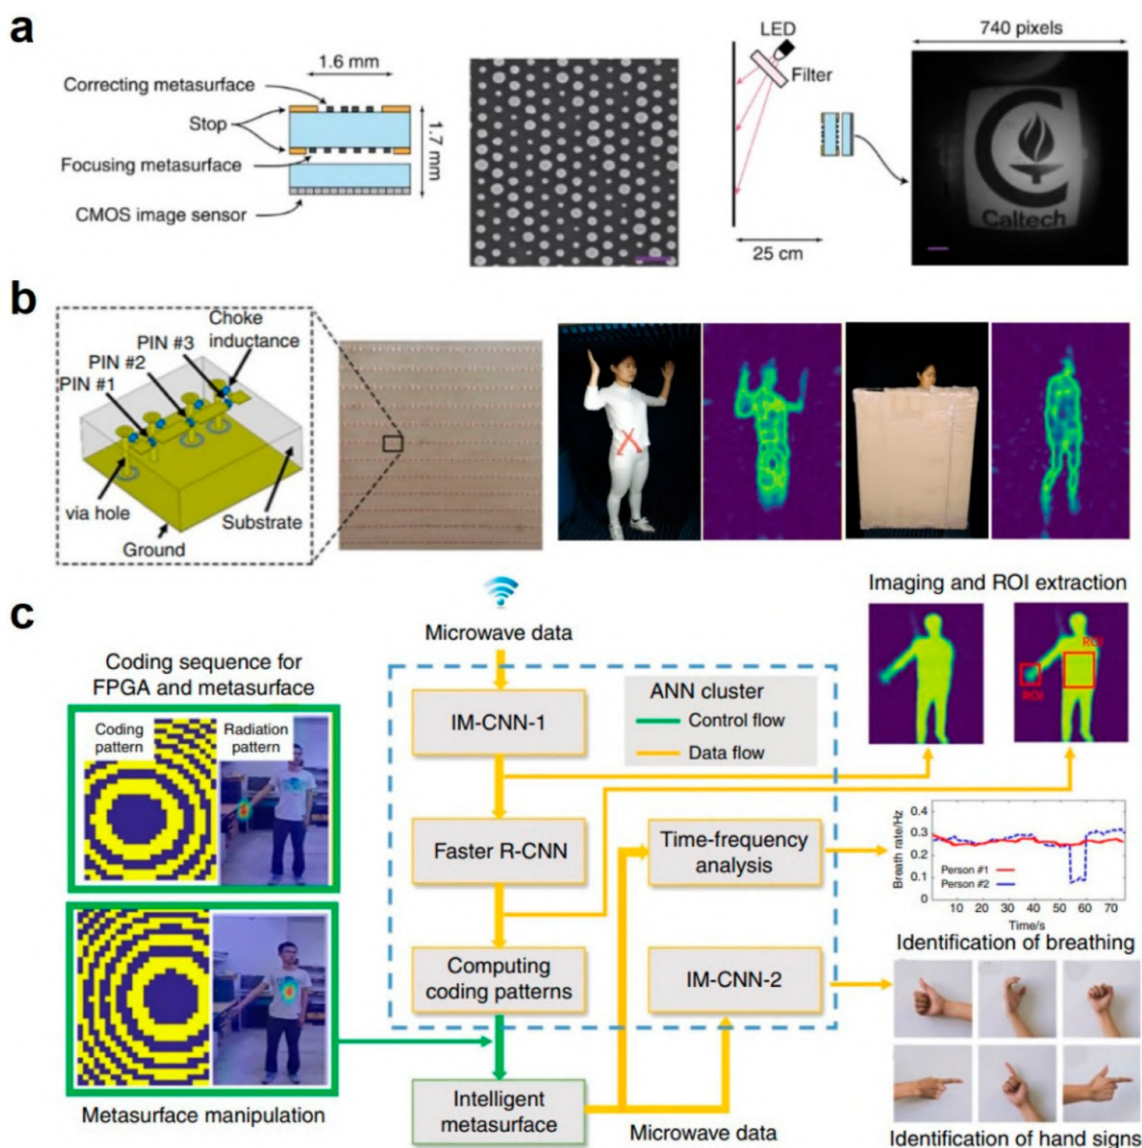 a
1.6 mm
Correcting metasurface
Stop
Focusing metasurface
CMOS image sensor
1.7 mm
LED
Filter
25 cm
740 pixels
Caltech
b
PIN #1
PIN #2
PIN #3
Choke
inductance
via hole
Ground
Substrate
c
Coding sequence for
FPGA and metasurface
Coding
pattern
Radiation
pattern
Metasurface manipulation
Microwave data
IM-CNN-1
ANN cluster
Control flow
Data flow
Faster R-CNN
Time-frequency
analysis
Computing
coding patterns
IM-CNN-2
Intelligent
metasurface
Microwave data
Imaging and ROI extraction
ROI
ROI
Breath rate/Hz
0.4
0.3
0.2
0.1
0
Person #1
Person #2
10 20 30 40 50 60 70
Time/s
Identification of breathing
Identification of hand signs